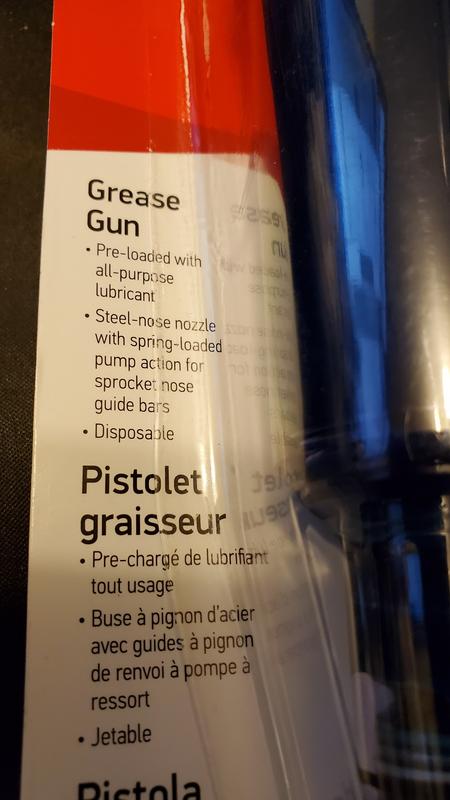 Grease
Gun
• Pre-loaded with
all-purpose
lubricant
• Steel-nose nozzle
with spring-loaded
pump action for
sprocket nose
guide bars
• Disposable
Pistolet
graisseur
• Pre-chargé de lubrifiant
tout usage
• Buse à pignon d'acier
avec guides à pignon
de renvoi à pompe à
ressort
• Jetable
Pistola